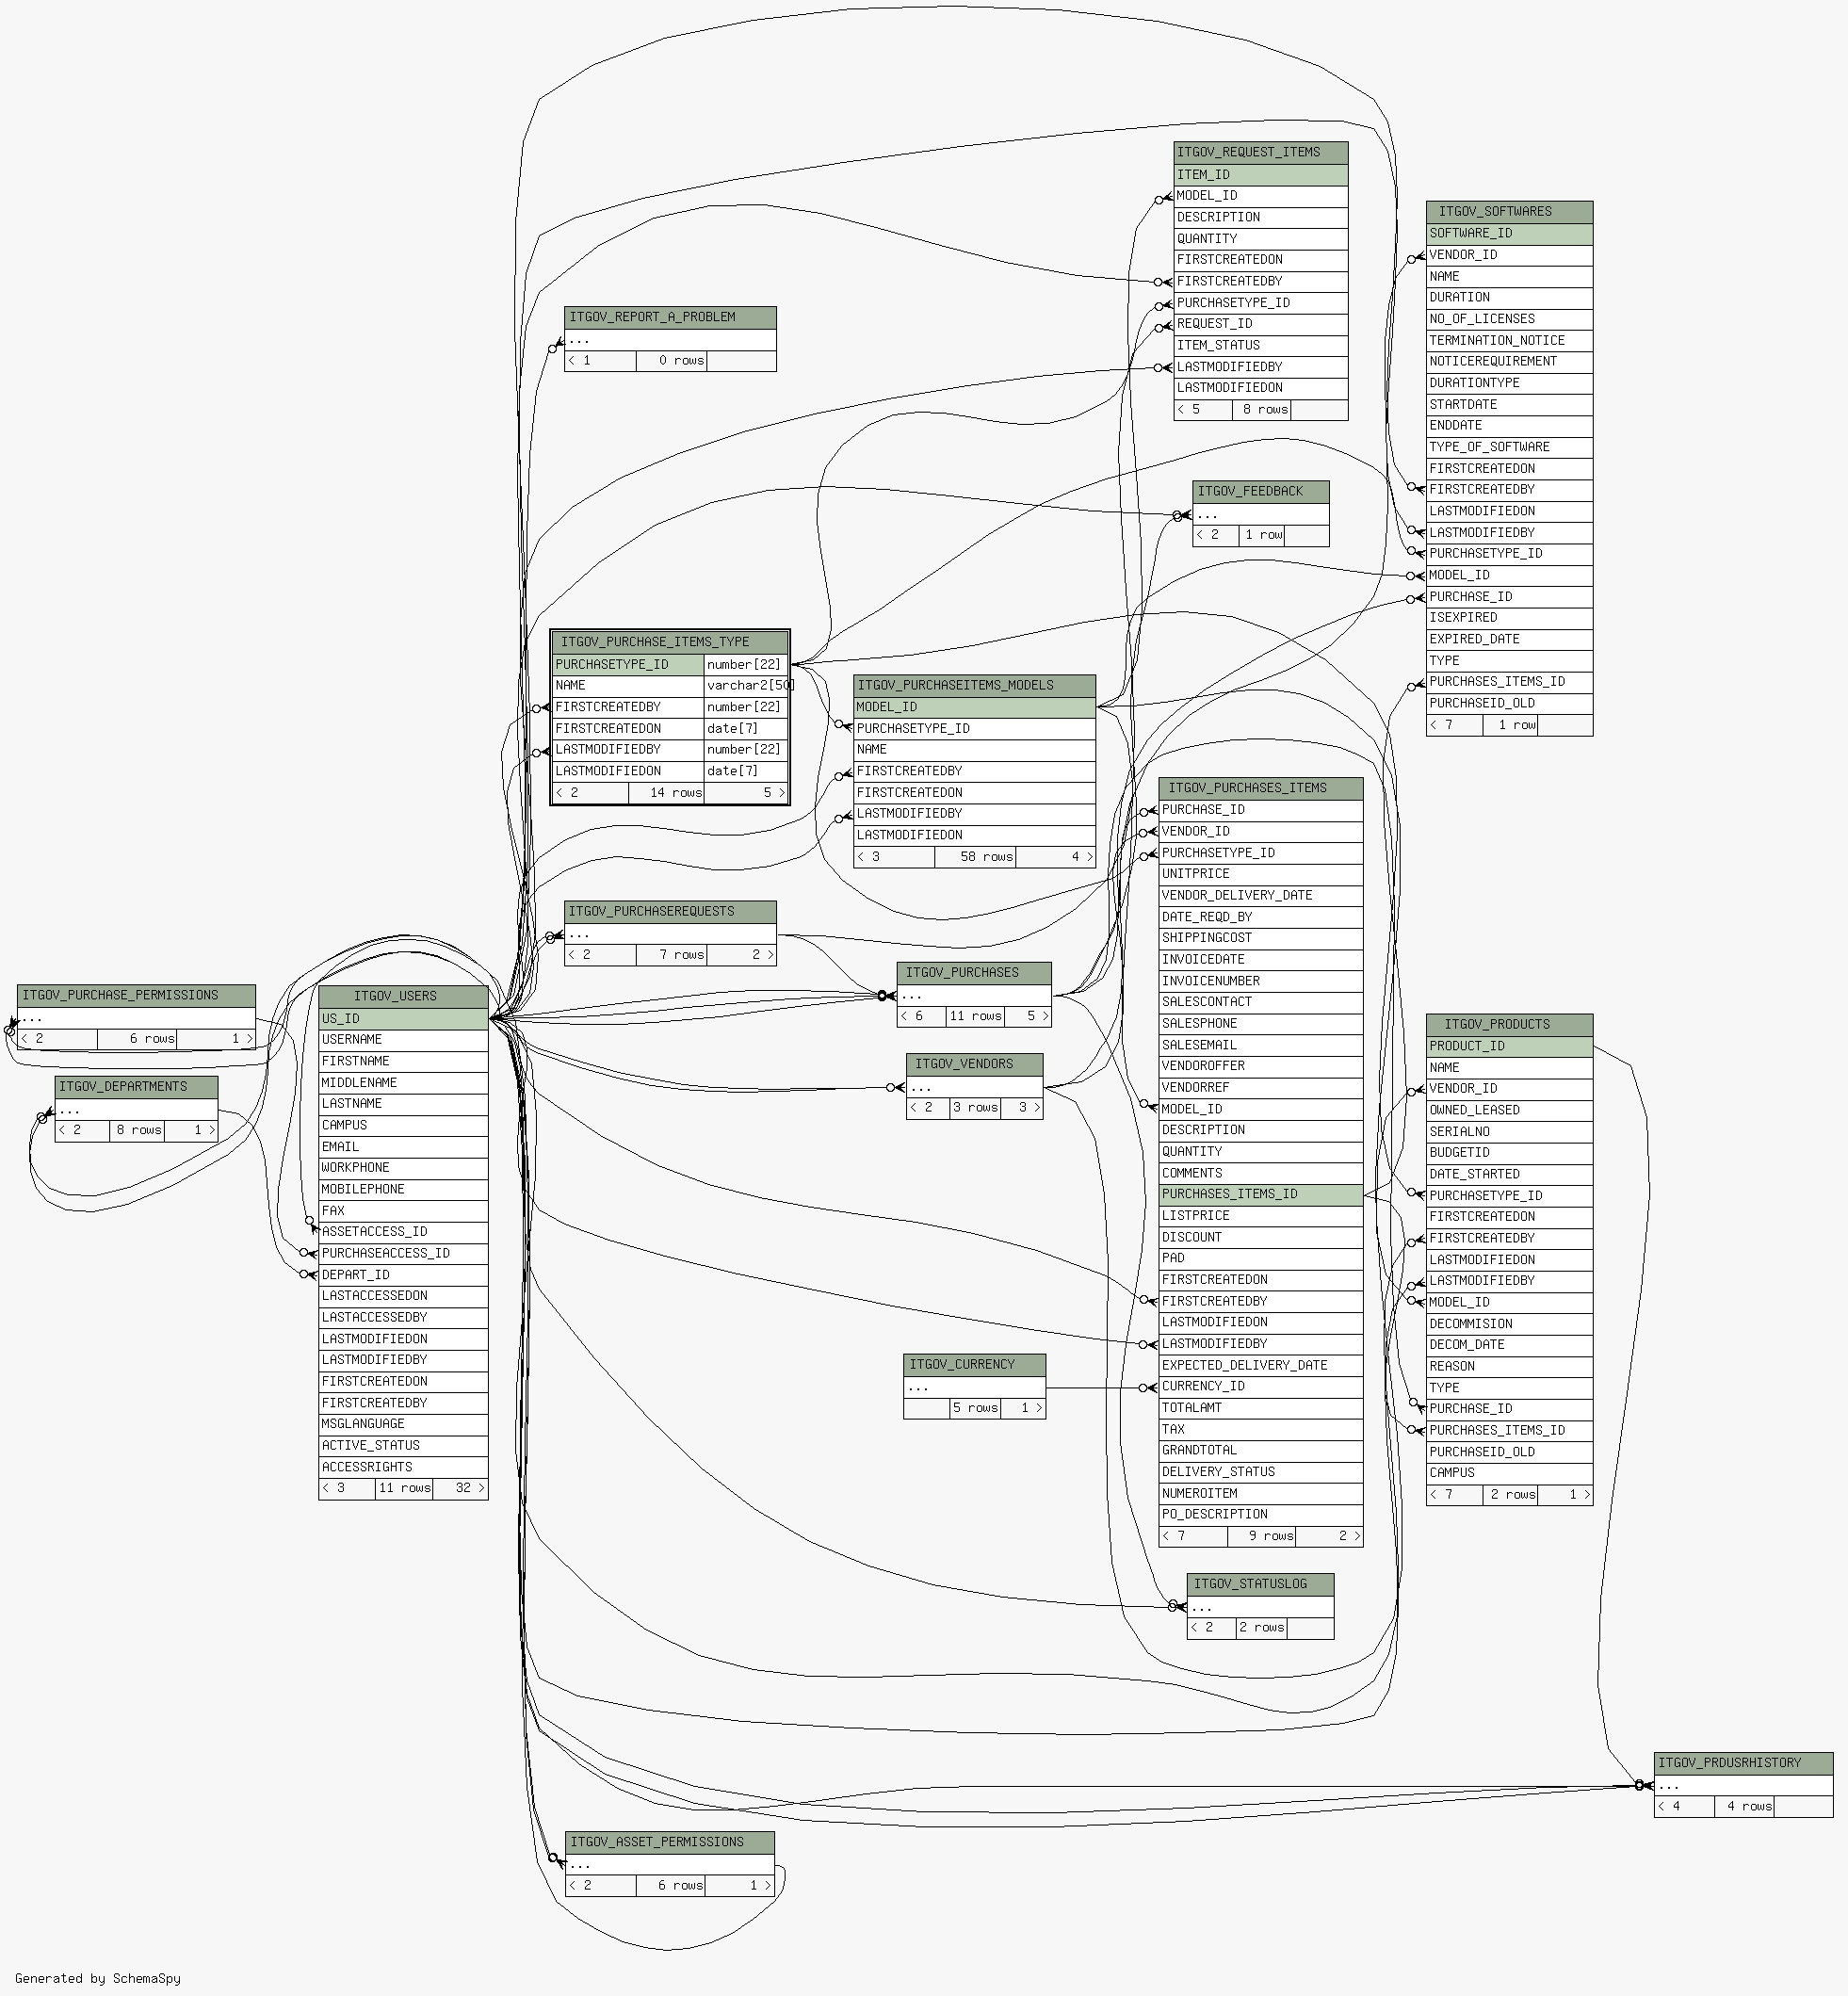 ITGOV_REQUEST_ITEMS
ITEM_ID
MODEL_ID
DESCRIPTION
QUANTITY
FIRSTCREATEDON
FIRSTCREATEDBY
PURCHASETYPE_ID
REQUEST_ID
ITEM_STATUS
LASTMODIFIEDBY
LASTMODIFIEDON
< 5 8 rows
ITGOV_SOFTWARES
SOFTWARE_ID
VENDOR_ID
NAME
DURATION
NO_OF_LICENSES
TERMINATION_NOTICE
NOTICEREQUIREMENT
DURATIONTYPE
STARTDATE
ENDDATE
TYPE_OF_SOFTWARE
FIRSTCREATEDON
FIRSTCREATEDBY
LASTMODIFIEDON
LASTMODIFIEDBY
PURCHASETYPE_ID
MODEL_ID
PURCHASE_ID
ISEXPIRED
EXPIRED_DATE
TYPE
PURCHASES_ITEMS_ID
PURCHASEID_OLD
< 7 1 row
ITGOV_REPORT_A_PROBLEM
...
< 1 0 rows
ITGOV_FEEDBACK
...
< 2 1 row
ITGOV_PURCHASE_ITEMS_TYPE
PURCHASETYPE_ID number[22]
NAME varchar2[50]
FIRSTCREATEDBY number[22]
FIRSTCREATEDON date[7]
LASTMODIFIEDBY number[22]
LASTMODIFIEDON date[7]
< 2 14 rows 5 >
ITGOV_PURCHASEITEMS_MODELS
MODEL_ID
PURCHASETYPE_ID
NAME
FIRSTCREATEDBY
FIRSTCREATEDON
LASTMODIFIEDBY
LASTMODIFIEDON
< 3 58 rows 4 >
ITGOV_PURCHASES_ITEMS
PURCHASE_ID
VENDOR_ID
PURCHASETYPE_ID
UNITPRICE
VENDOR_DELIVERY_DATE
DATE_REQD_BY
SHIPPINGCOST
INVOICEDATE
INVOICENUMBER
SALESCONTACT
SALESPHONE
SALESEMAIL
VENDOROFFER
VENDORREF
MODEL_ID
DESCRIPTION
QUANTITY
COMMENTS
PURCHASES_ITEMS_ID
LISTPRICE
DISCOUNT
PAD
FIRSTCREATEDON
FIRSTCREATEDBY
LASTMODIFIEDON
LASTMODIFIEDBY
EXPECTED_DELIVERY_DATE
CURRENCY_ID
TOTALAMT
TAX
GRANDTOTAL
DELIVERY_STATUS
NUMEROITEM
PO_DESCRIPTION
< 7 9 rows 2 >
ITGOV_PURCHASEREQUESTS
...
< 2 7 rows 2 >
ITGOV_PURCHASES
...
< 6 11 rows 5 >
ITGOV_VENDORS
...
< 2 3 rows 3 >
ITGOV_PURCHASE_PERMISSIONS
...
< 2 6 rows 1 >
ITGOV_DEPARTMENTS
...
< 2 8 rows 1 >
ITGOV_USERS
US_ID
USERNAME
FIRSTNAME
MIDDLENAME
LASTNAME
CAMPUS
EMAIL
WORKPHONE
MOBILEPHONE
FAX
ASSETACCESS_ID
PURCHASEACCESS_ID
DEPART_ID
LASTACCESSEDON
LASTACCESSEDBY
LASTMODIFIEDON
LASTMODIFIEDBY
FIRSTCREATEDON
FIRSTCREATEDBY
MSGLANGUAGE
ACTIVE_STATUS
ACCESSRIGHTS
< 3 11 rows 32 >
ITGOV_PRODUCTS
PRODUCT_ID
NAME
VENDOR_ID
OWNED_LEASED
SERIALNO
BUDGETID
DATE_STARTED
PURCHASETYPE_ID
FIRSTCREATEDON
FIRSTCREATEDBY
LASTMODIFIEDON
LASTMODIFIEDBY
MODEL_ID
DECOMMISION
DECOM_DATE
REASON
TYPE
PURCHASE_ID
PURCHASES_ITEMS_ID
PURCHASEID_OLD
CAMPUS
< 7 2 rows 1 >
ITGOV_CURRENCY
...
5 rows 1 >
ITGOV_STATUSLOG
...
< 2 2 rows
ITGOV_PRDUSRHISTORY
...
< 4 4 rows
ITGOV_ASSET_PERMISSIONS
...
< 2 6 rows 1 >
Generated by SchemaSpy